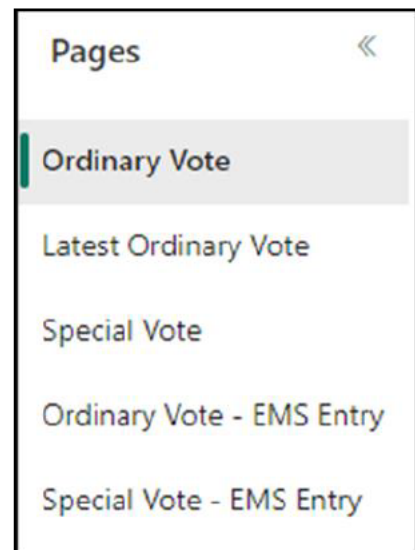 Pages
Ordinary Vote
Latest Ordinary Vote
Special Vote
Ordinary Vote - EMS Entry
Special Vote - EMS Entry